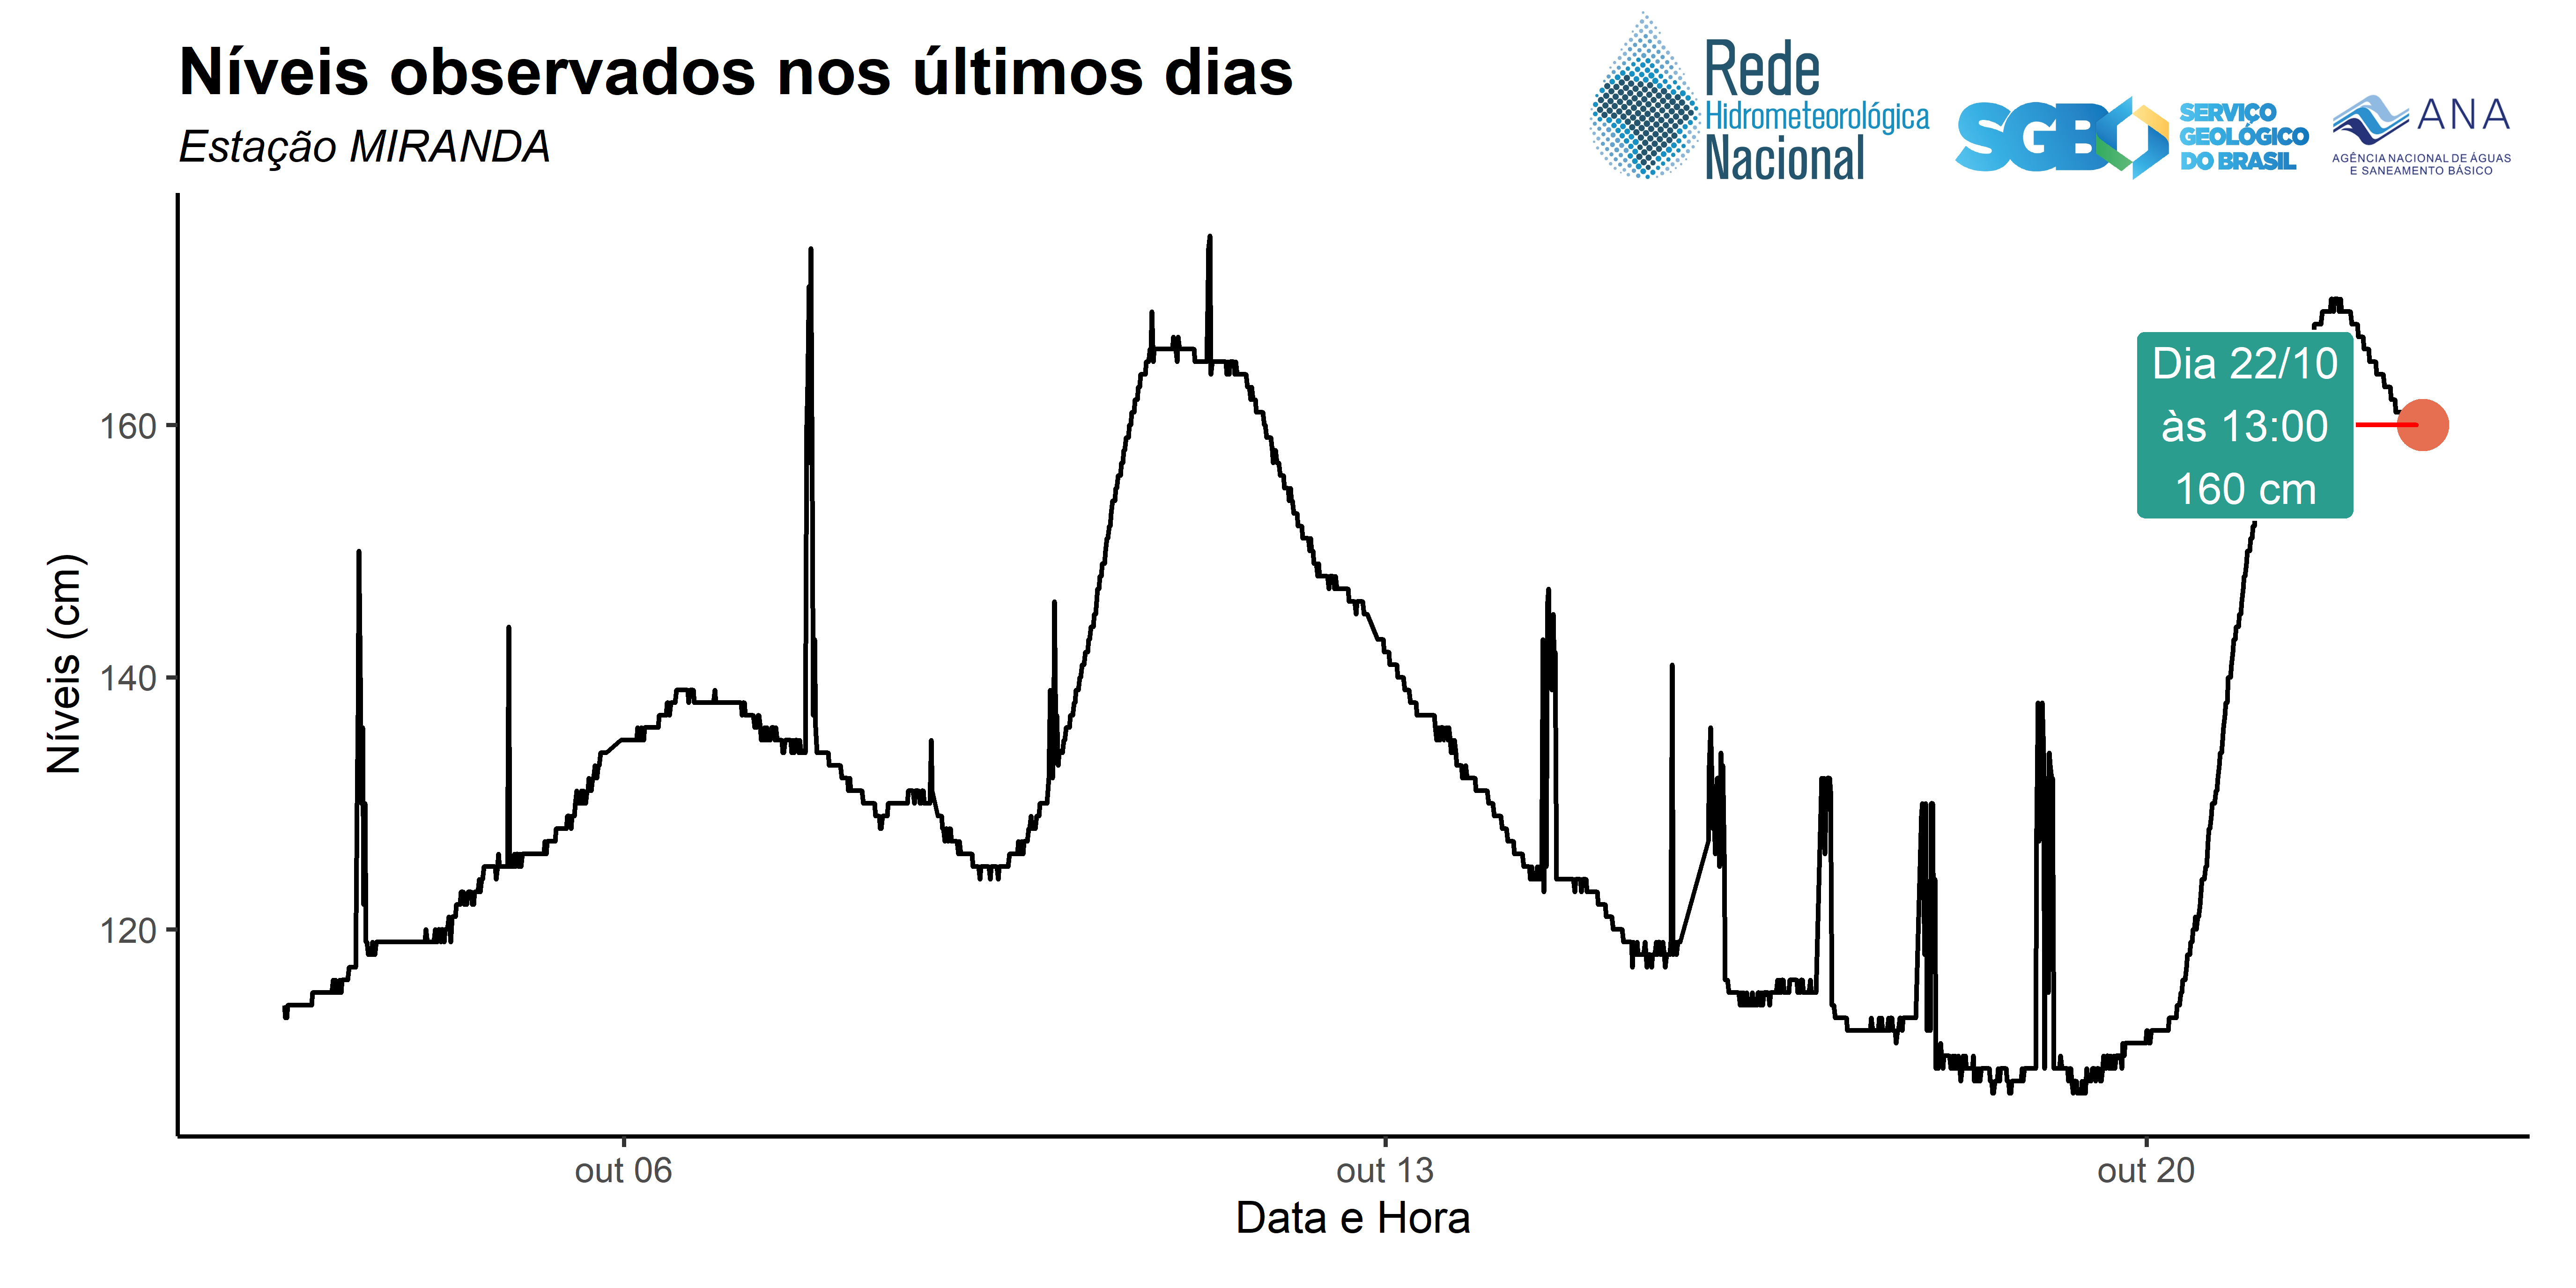 Níveis observados nos últimos dias
Estação MIRANDA
Rede
Hidrometeorológica
Nacional
SGB
SERVIÇO
GEOLÓGICO
DO BRASIL
ANA
AGÊNCIA NACIONAL DE ÁGUAS
E SANEAMENTO BÁSICO
Níveis (cm)
160
140
120
Dia 22/10
às 13:00
160 cm
out 06
out 13
out 20
Data e Hora